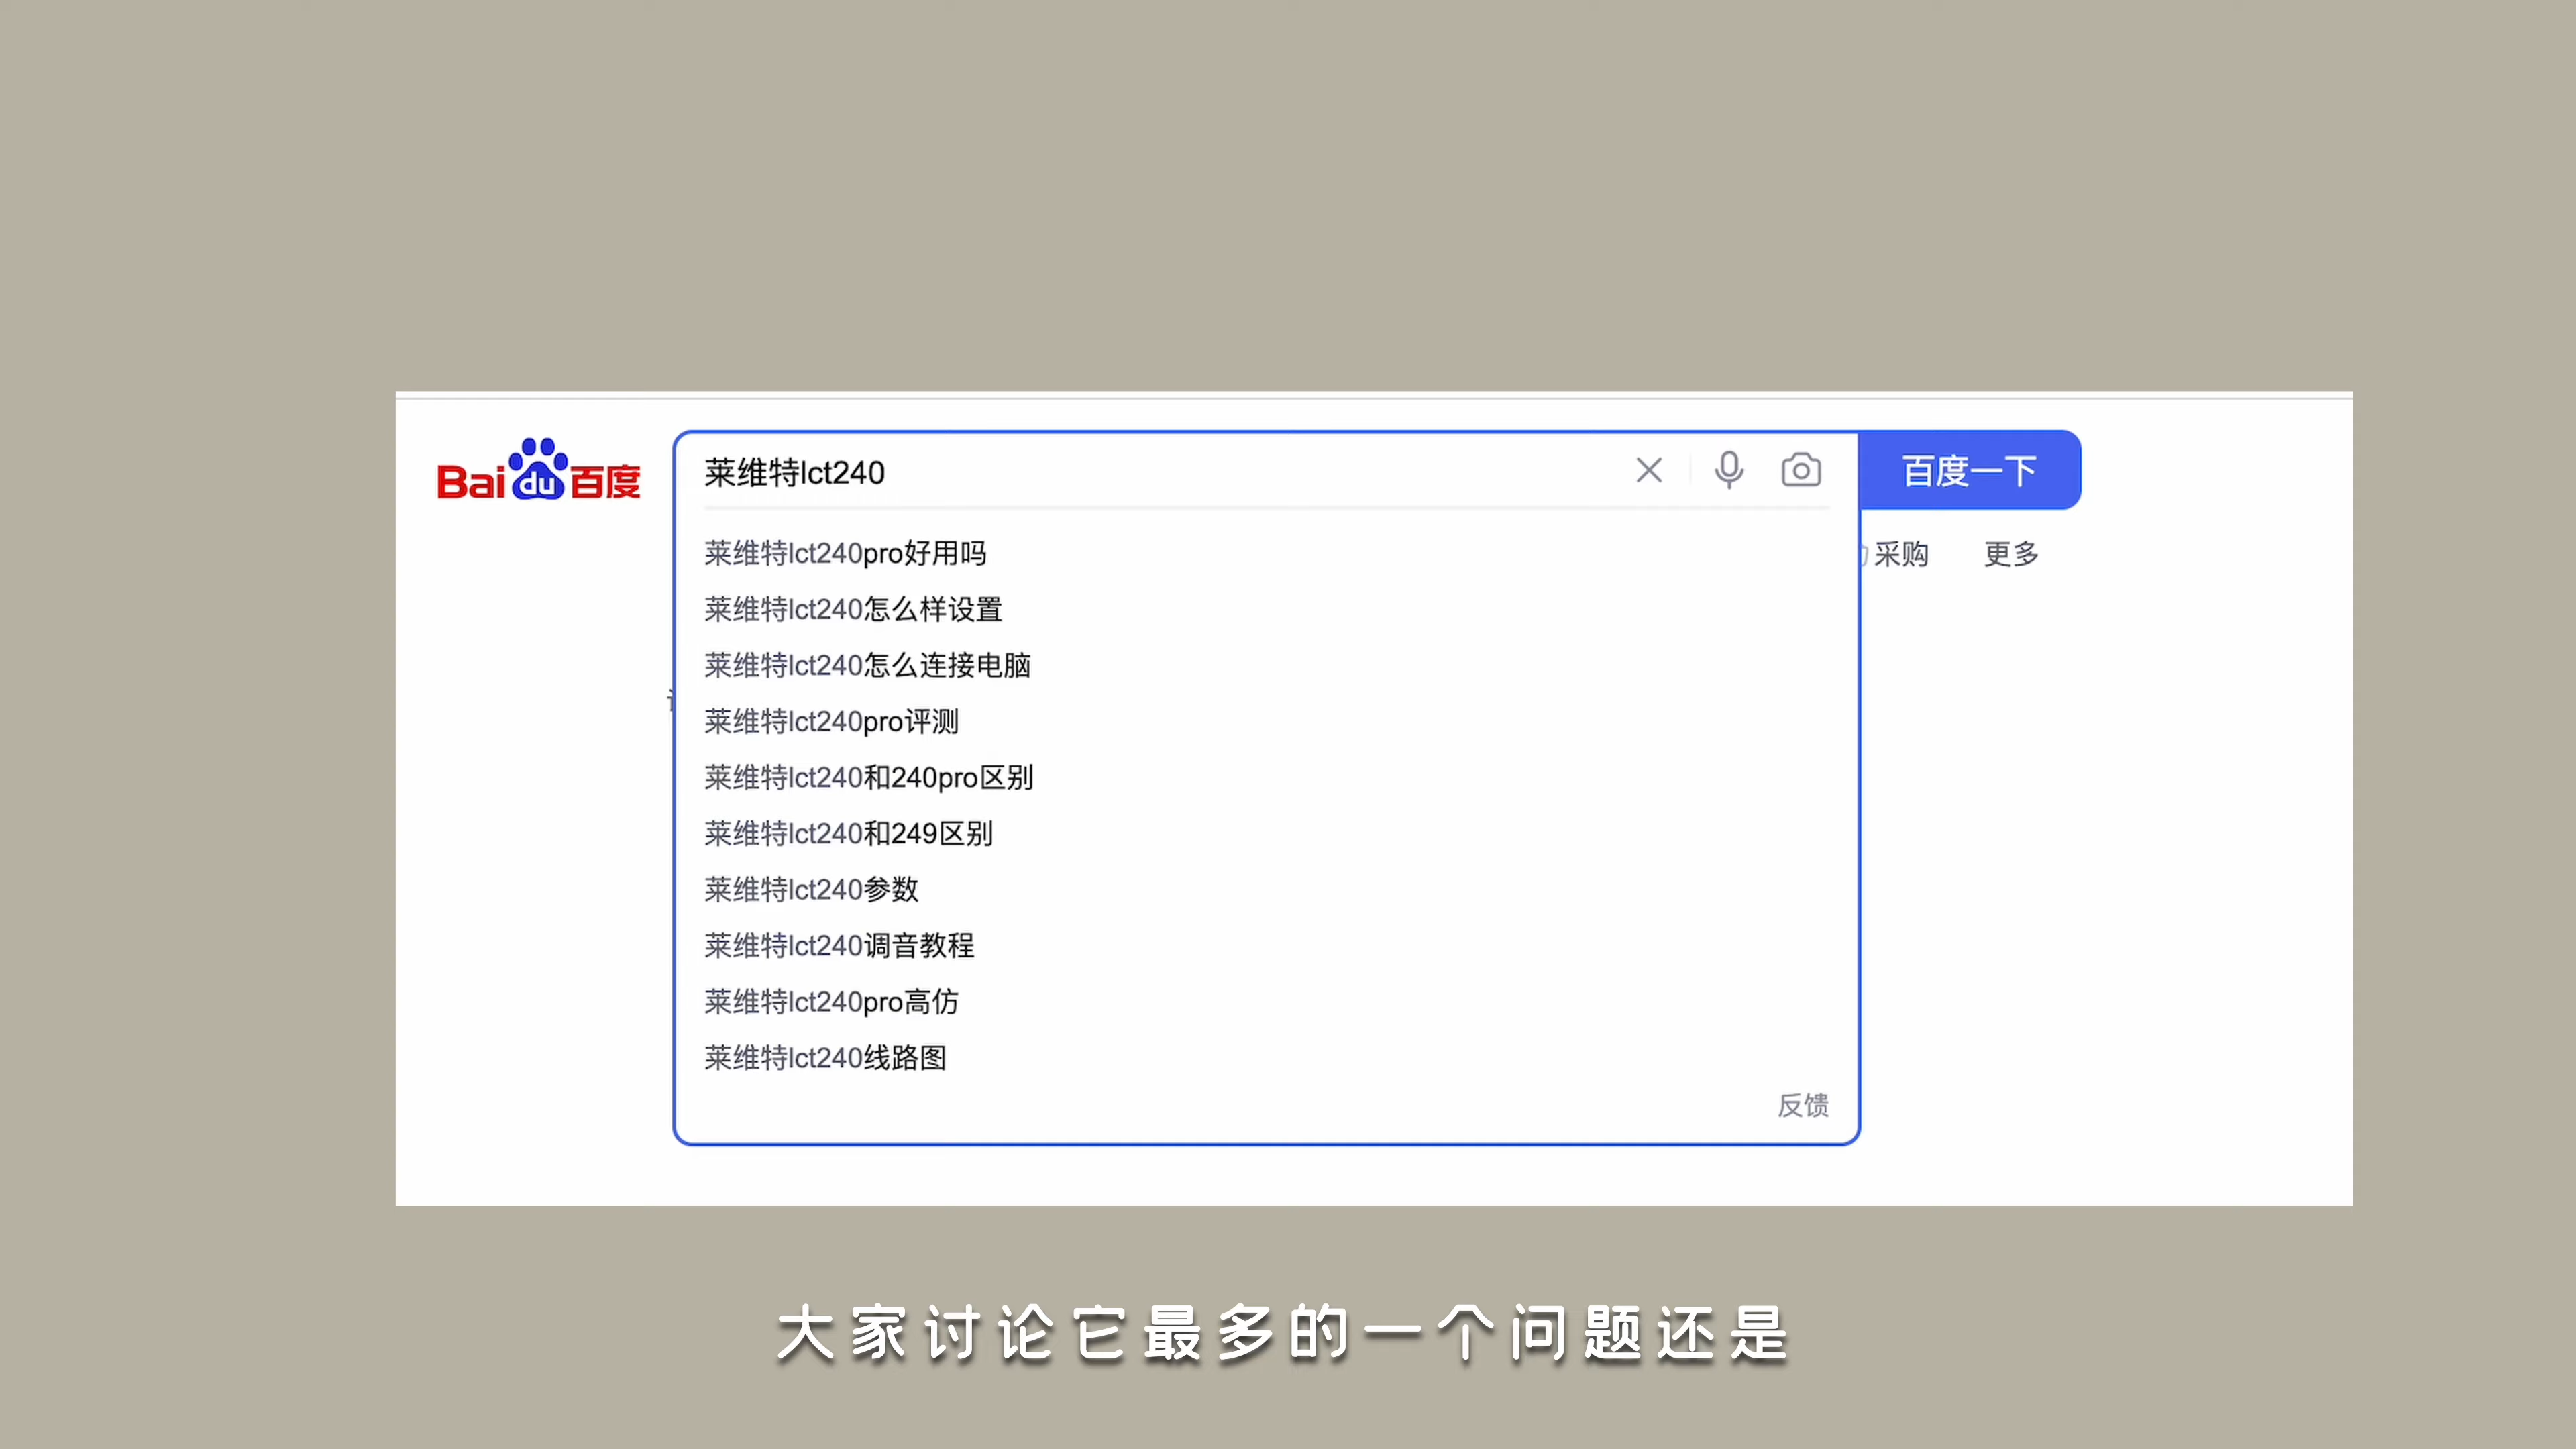 Bai du 百度
莱维特lct240
百度一下
莱维特lct240pro好用吗
采购 更多
莱维特lct240怎么样设置
莱维特lct240怎么连接电脑
莱维特lct240pro评测
莱维特lct240和240pro区别
莱维特lct240和249区别
莱维特lct240参数
莱维特lct240调音教程
莱维特lct240pro高仿
莱维特lct240线路图
反馈
大家讨论它最多的一个问题还是